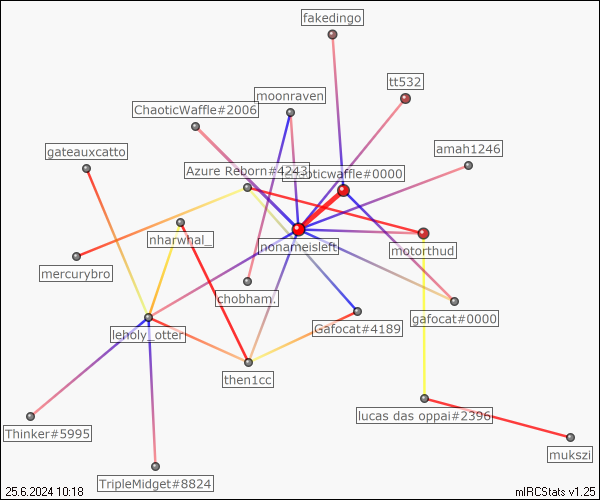 fakedingo
tt532
moonraven
ChaoticWaffle#2006
amah1246
gateauxcatto
Azure Reborn#4243
chaoticwaffle#0000
nharwhal_
nonameisleft
motorthud
mercurybro
chobham.
gafocat#0000
Gafocat#4189
leholy_otter
then1cc
lucas das oppai#2396
Thinker#5995
mukszi
TripleMidget#8824
25.6.2024 10:18
mIRCStats v1.25